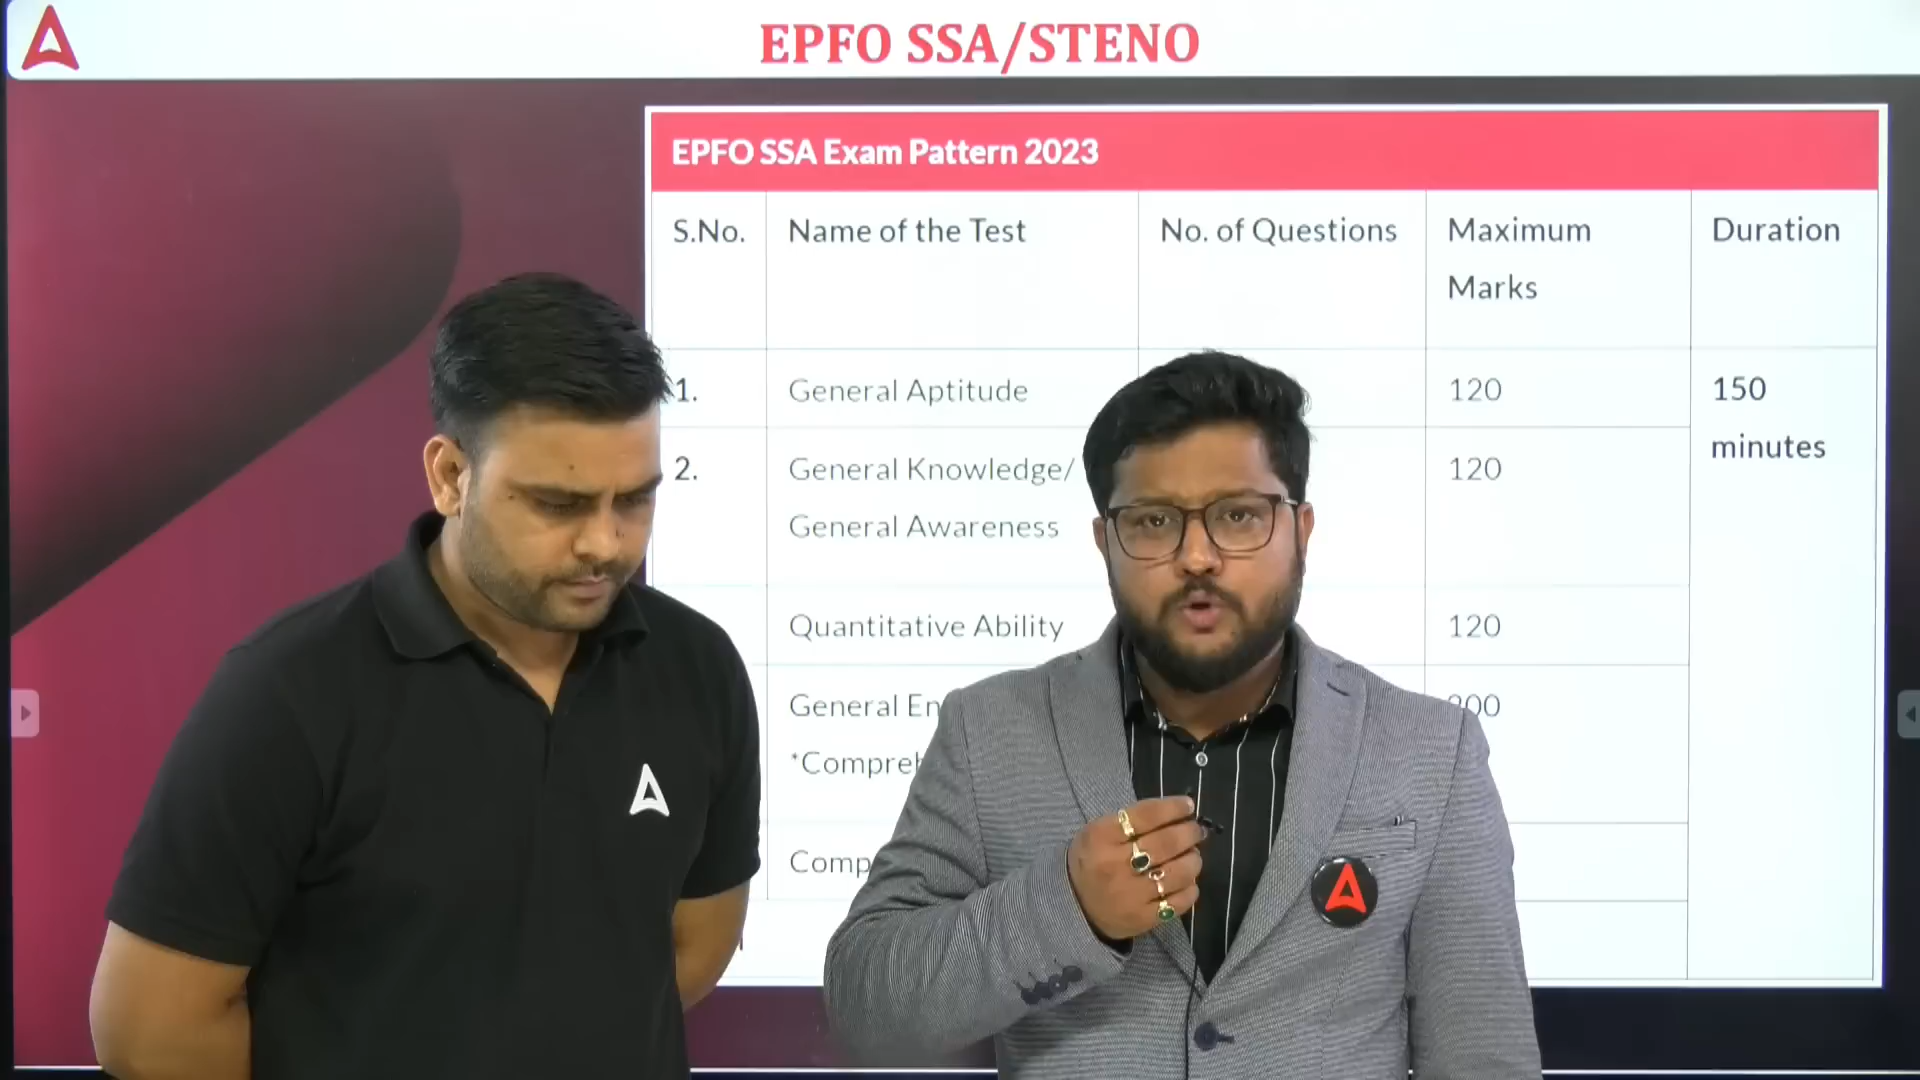 EPFO SSA/STENO
EPFO SSA Exam Pattern 2023
S.No.
Name of the Test
No. of Questions
Maximum
Marks
Duration
1.
General Aptitude
120
150
minutes
2.
General Knowledge/
General Awareness
120
Quantitative Ability
120
General